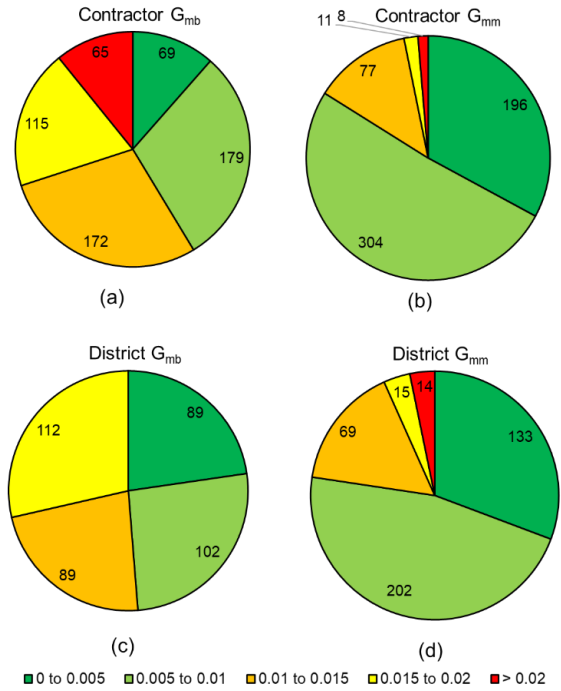 Contractor Gmb
65
69
115
179
172
(a)
Contractor Gmm
11 8
77
196
304
(b)
District Gmb
112
89
89
102
(c)
District Gmm
15
14
69
133
202
(d)
0 to 0.005 0.005 to 0.01 0.01 to 0.015 0.015 to 0.02 > 0.02